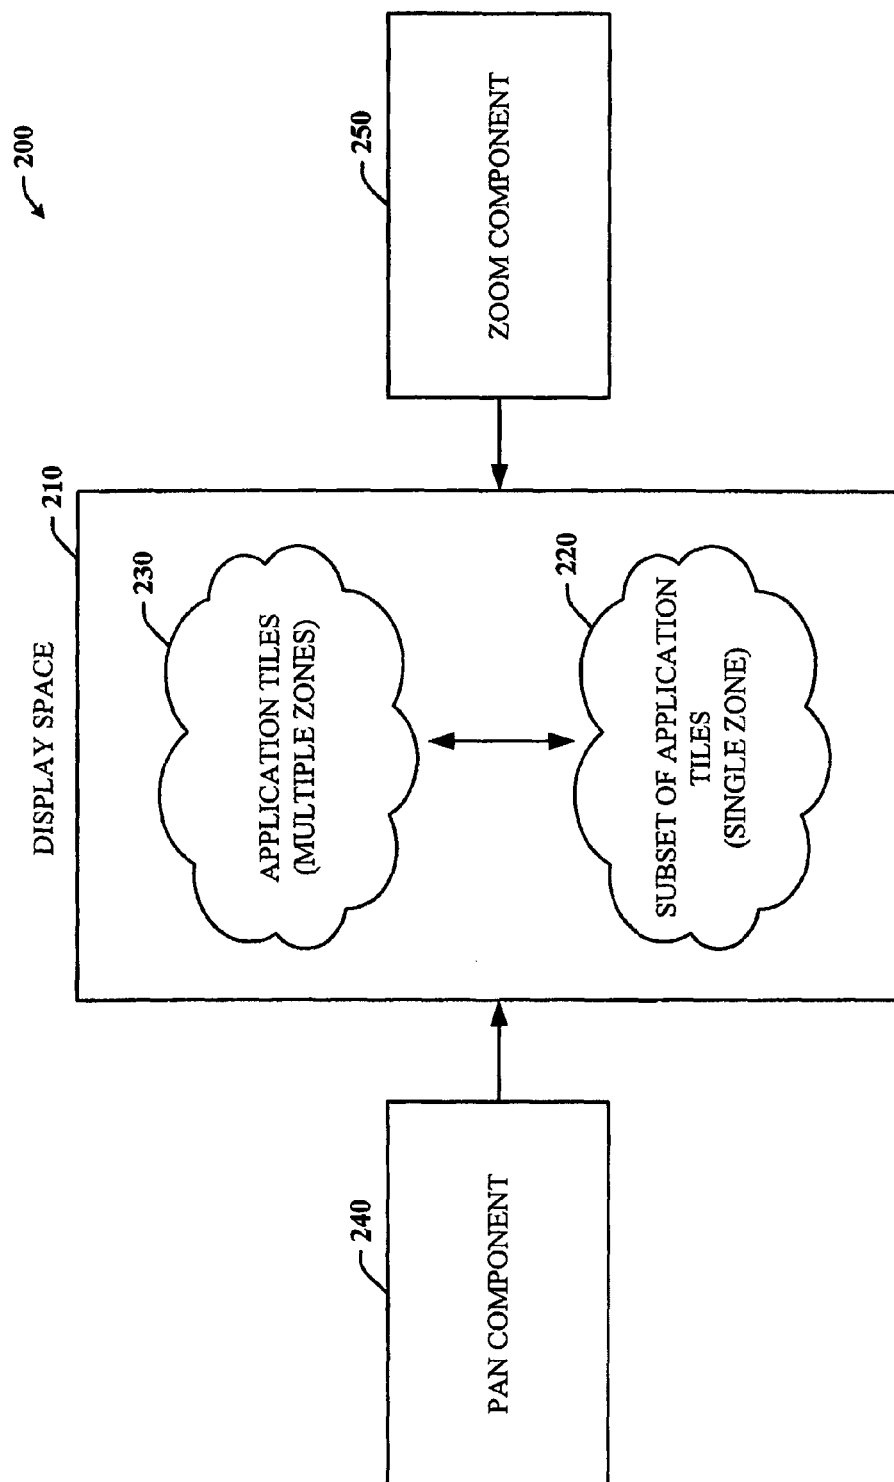 200
DISPLAY SPACE
210
230
APPLICATION TILES
(MULTIPLE ZONES)
220
SUBSET OF APPLICATION
TILES
(SINGLE ZONE)
240
PAN COMPONENT
250
ZOOM COMPONENT